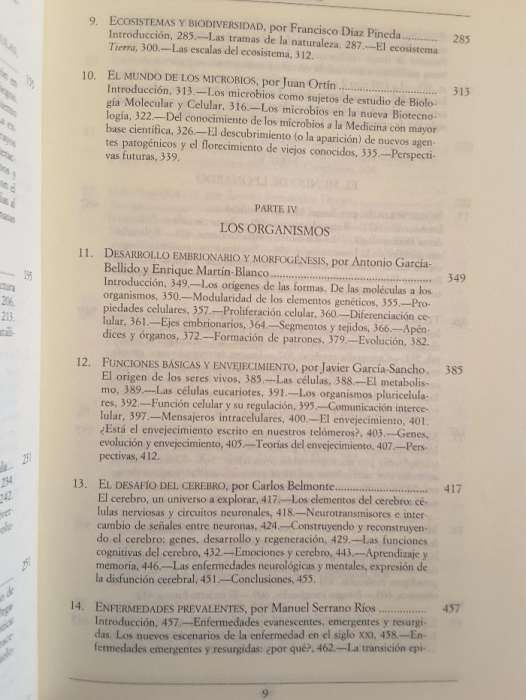 9. ECOSISTEMAS Y BIODIVERSIDAD, por Francisco Díaz Pineda........... 285
Introducción, 285.—Las tramas de la naturaleza, 287.—El ecosistema
Tierra, 300.—Las escalas del ecosistema, 312.
10. EL MUNDO DE LOS MICROBIOS, por Juan Ortín ............................ 313
Introducción, 313.—Los microbios como sujetos de estudio de Biolo-
gía Molecular y Celular, 316.—Los microbios en la nueva Biotecno-
logía, 322.—Del conocimiento de los microbios a la Medicina con mayor
base científica, 326.—El descubrimiento (o la aparición) de nuevos agen-
tes patogénicos y el florecimiento de viejos conocidos, 335.—Perspecti-
vas futuras, 339.
PARTE IV
LOS ORGANISMOS
11. DESARROLLO EMBRIONARIO Y MORFOGÉNESIS, por Antonio García-
Bellido y Enrique Martín-Blanco............................................. 349
Introducción, 349.—Los orígenes de las formas. De las moléculas a los
organismos, 350.—Modularidad de los elementos genéticos, 355.—Pro-
piedades celulares, 357.—Proliferación celular, 360.—Diferenciación ce-
lular, 361.—Ejes embrionarios, 364.—Segmentos y tejidos, 366.—Apén-
dices y órganos, 372.—Formación de patrones, 379.—Evolución, 382.
12. FUNCIONES BÁSICAS Y ENVEJECIMIENTO, por Javier García-Sancho. 385
El origen de los seres vivos, 385.—Las células, 388.—El metabolis-
mo, 389.—Las células eucariotes, 391.—Los organismos pluricelula-
res, 392.—Función celular y su regulación, 395.—Comunicación interce-
lular, 397.—Mensajeros intracelulares, 400.—El envejecimiento, 401.
¿Está el envejecimiento escrito en nuestros telómeros?, 403.—Genes,
evolución y envejecimiento, 405.—Teorías del envejecimiento, 407.—Pers-
pectivas, 412.
13. EL DESAFÍO DEL CEREBRO, por Carlos Belmonte.......................... 417
El cerebro, un universo a explorar, 417.—Los elementos del cerebro: cé-
lulas nerviosas y circuitos neuronales, 418.—Neurotransmisores e inter-
cambio de señales entre neuronas, 424.—Construyendo y reconstruyen-
do el cerebro: genes, desarrollo y regeneración, 429.—Las funciones
cognitivas del cerebro, 432.—Emociones y cerebro, 443.—Aprendizaje y
memoria, 446.—Las enfermedades neurológicas y mentales, expresión de
la disfunción cerebral, 451.—Conclusiones, 455.
14. ENFERMEDADES PREVALENTES, por Manuel Serrano Ríos .............. 457
Introducción, 457.—Enfermedades evanescentes, emergentes y resurgi-
das. Los nuevos escenarios de la enfermedad en el siglo XXI, 458.—En-
fermedades emergentes y resurgidas: ¿por qué?, 462.—La transición epi-
9